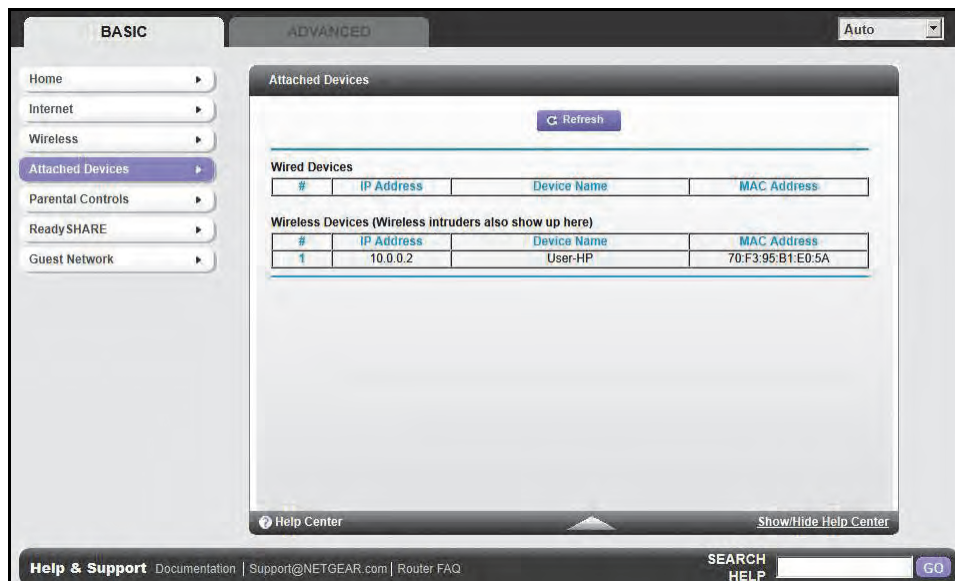 BASIC
ADVANCED
Auto
Home
Internet
Wireless
Attached Devices
Parental Controls
ReadySHARE
Guest Network
Attached Devices
Refresh
Wired Devices
# IP Address Device Name MAC Address
Wireless Devices (Wireless intruders also show up here)
# IP Address Device Name MAC Address
1 10.0.0.2 User-HP 70:F3:95:B1:E0:5A
Help Center
Show/Hide Help Center
Help & Support Documentation | Support@NETGEAR.com | Router FAQ
SEARCH
HELP
GO